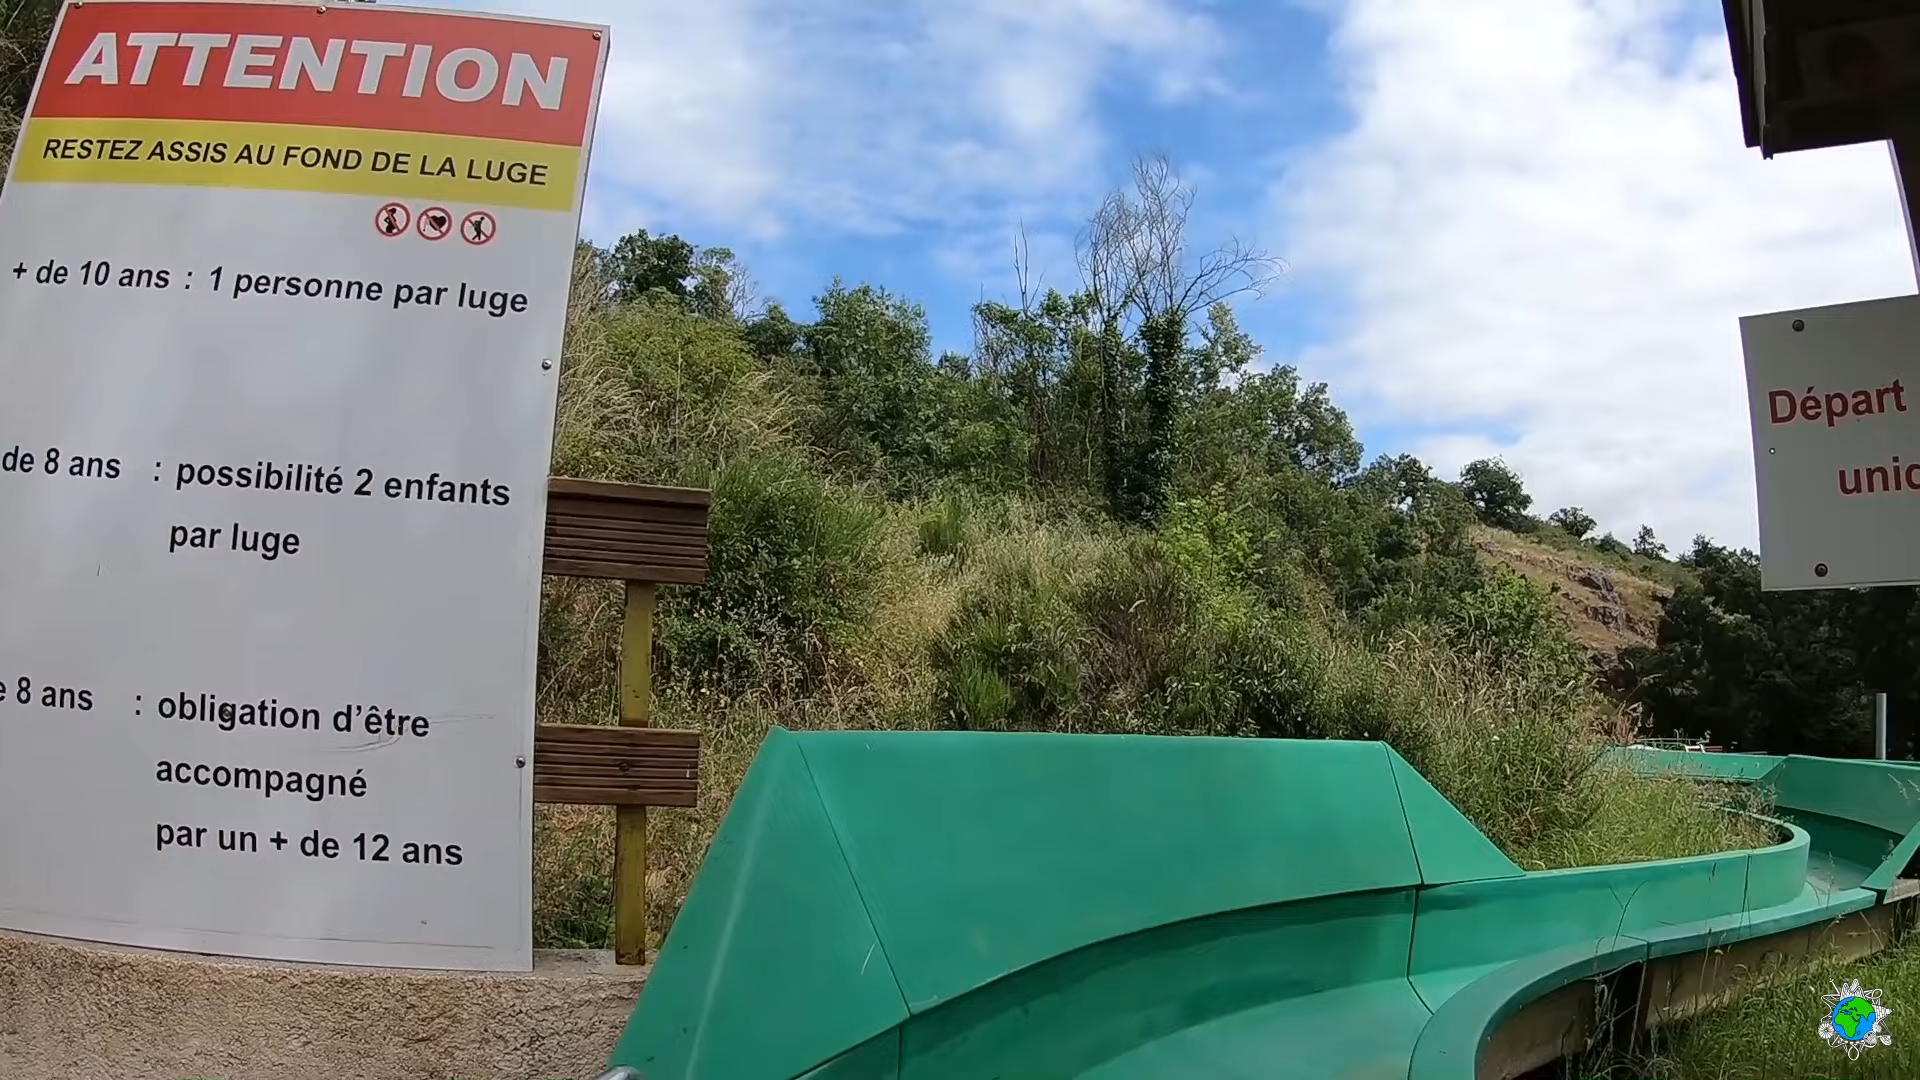 ATTENTION
RESTEZ ASSIS AU FOND DE LA LUGE
+ de 10 ans : 1 personne par luge
de 8 ans : possibilité 2 enfants
par luge
8 ans : obligation d'être
accompagné
par un + de 12 ans
Départ